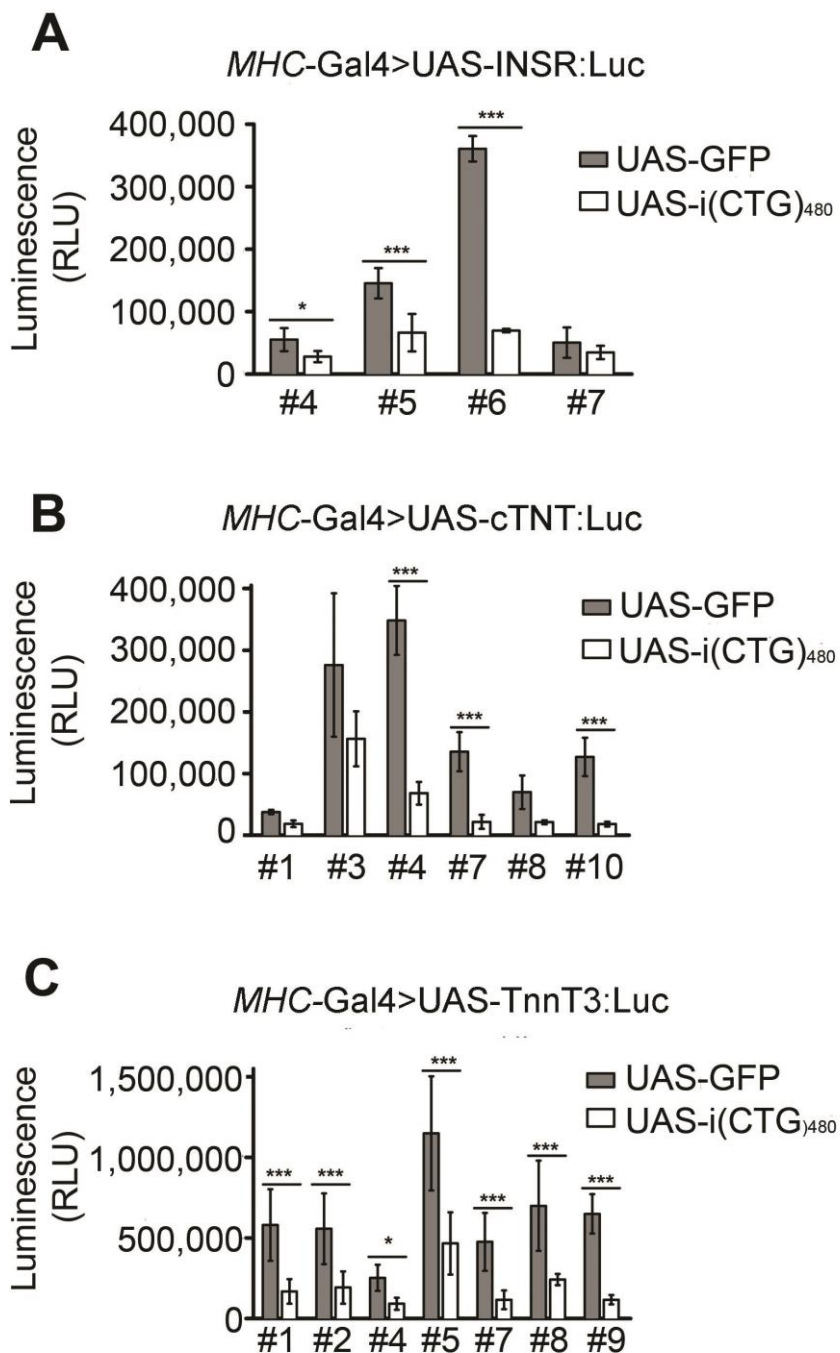 A
MHC-Gal4>UAS-INSR:Luc
Luminescence
(RLU)
400,000
300,000
200,000
100,000
0
*
***
***
#4 #5 #6 #7
UAS-GFP
UAS-i(CTG)480
B
MHC-Gal4>UAS-cTNT:Luc
Luminescence
(RLU)
400,000
300,000
200,000
100,000
0
***
***
***
#1 #3 #4 #7 #8 #10
UAS-GFP
UAS-i(CTG)480
C
MHC-Gal4>UAS-TnnT3:Luc
Luminescence
(RLU)
1,500,000
1,000,000
500,000
0
***
***
*
***
***
***
***
#1 #2 #4 #5 #7 #8 #9
UAS-GFP
UAS-i(CTG)480